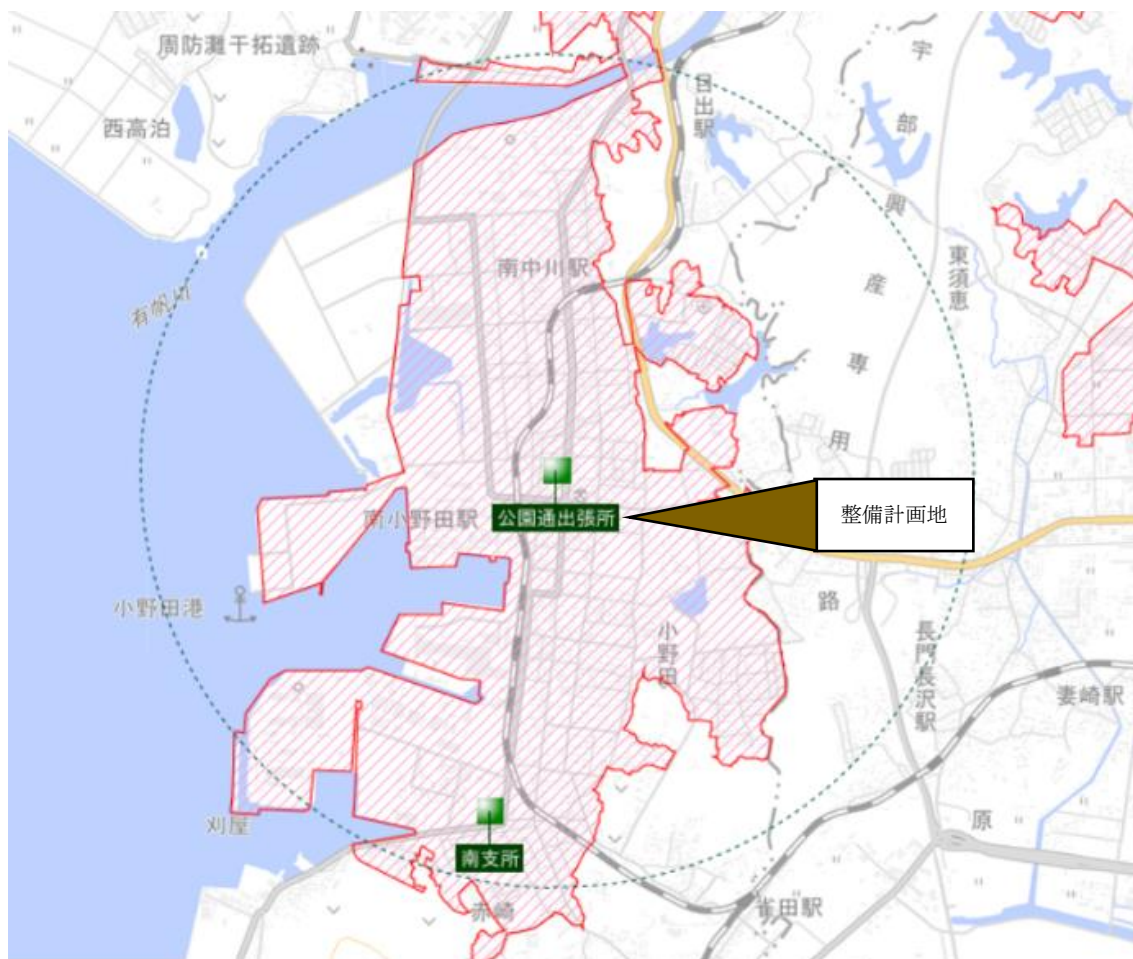 周防灘干拓遺跡
西高泊
目出駅
宇部興産専用道路
東須恵
有帆川
南中川駅
南小野田駅
公園通出張所
整備計画地
小野田港
小野田
長門長沢駅
妻崎駅
刈屋
南支所
赤崎
雀田駅
原